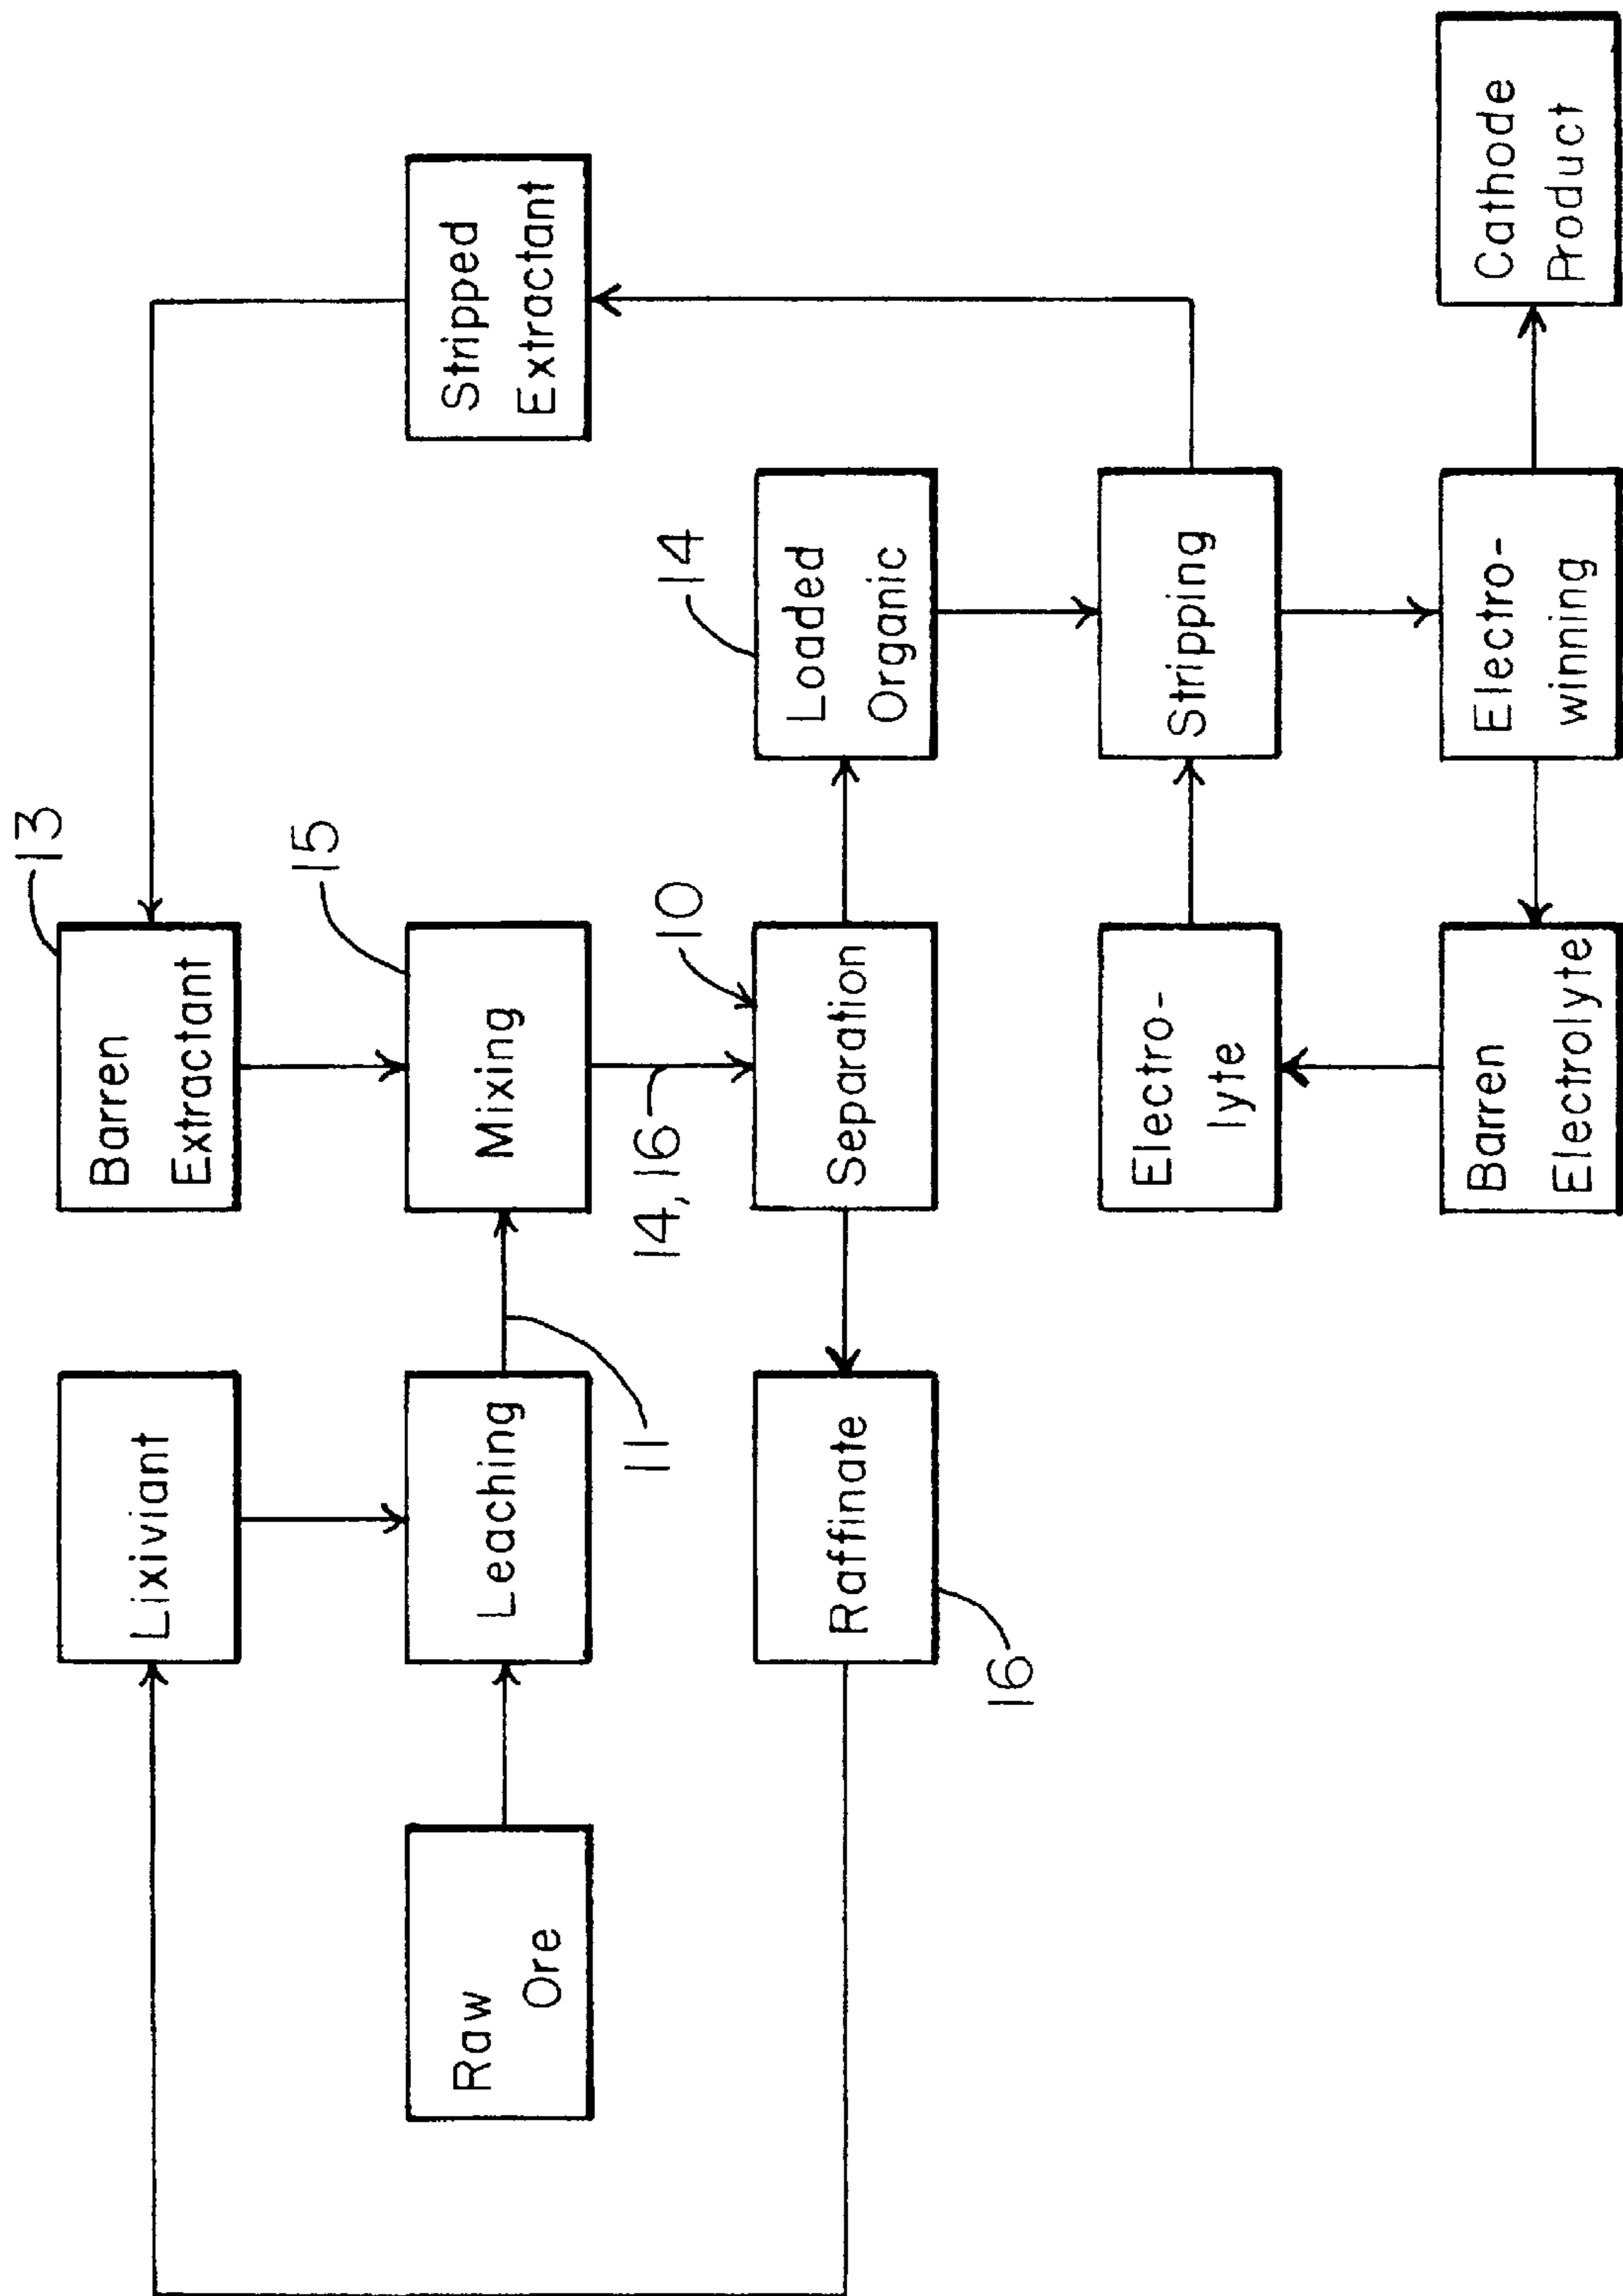 Lixiviant
Barren
Extractant
13
Stripped
Extractant
Raw
Ore
Leaching
11
Mixing
15
14, 16
Raffinate
16
Separation
10
Loaded
Organic
14
Electro-
lyte
Stripping
Barren
Electrolyte
Electro-
winning
Cathode
Product